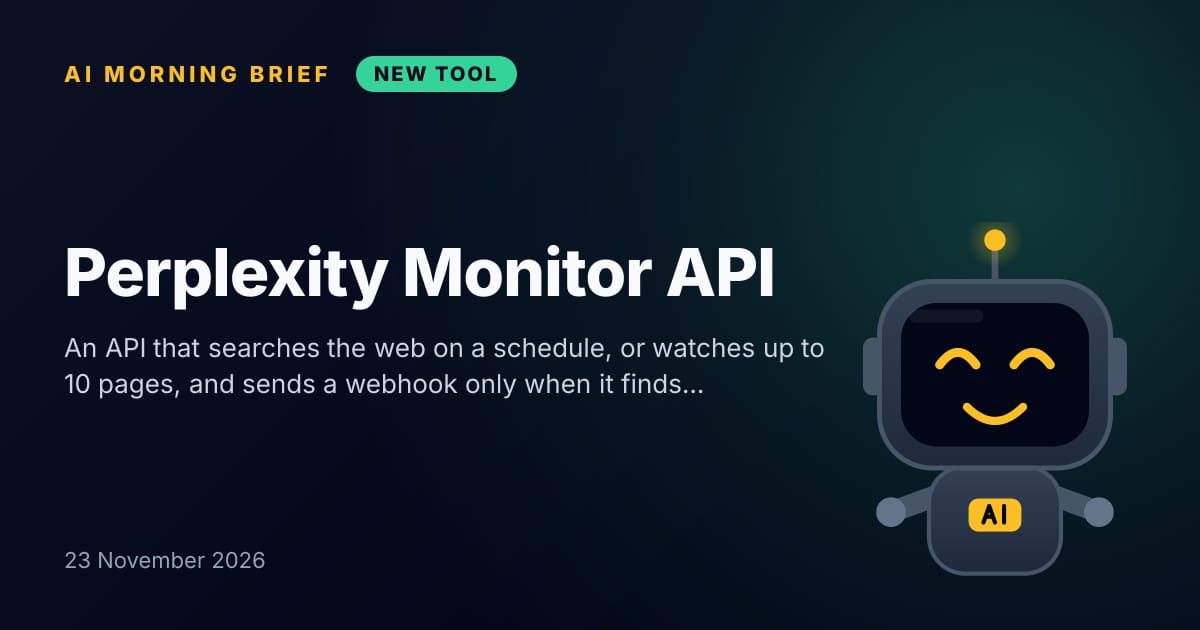 AI MORNING BRIEF
NEW TOOL
Perplexity Monitor API
An API that searches the web on a schedule, or watches up to
10 pages, and sends a webhook only when it finds...
AI
23 November 2026